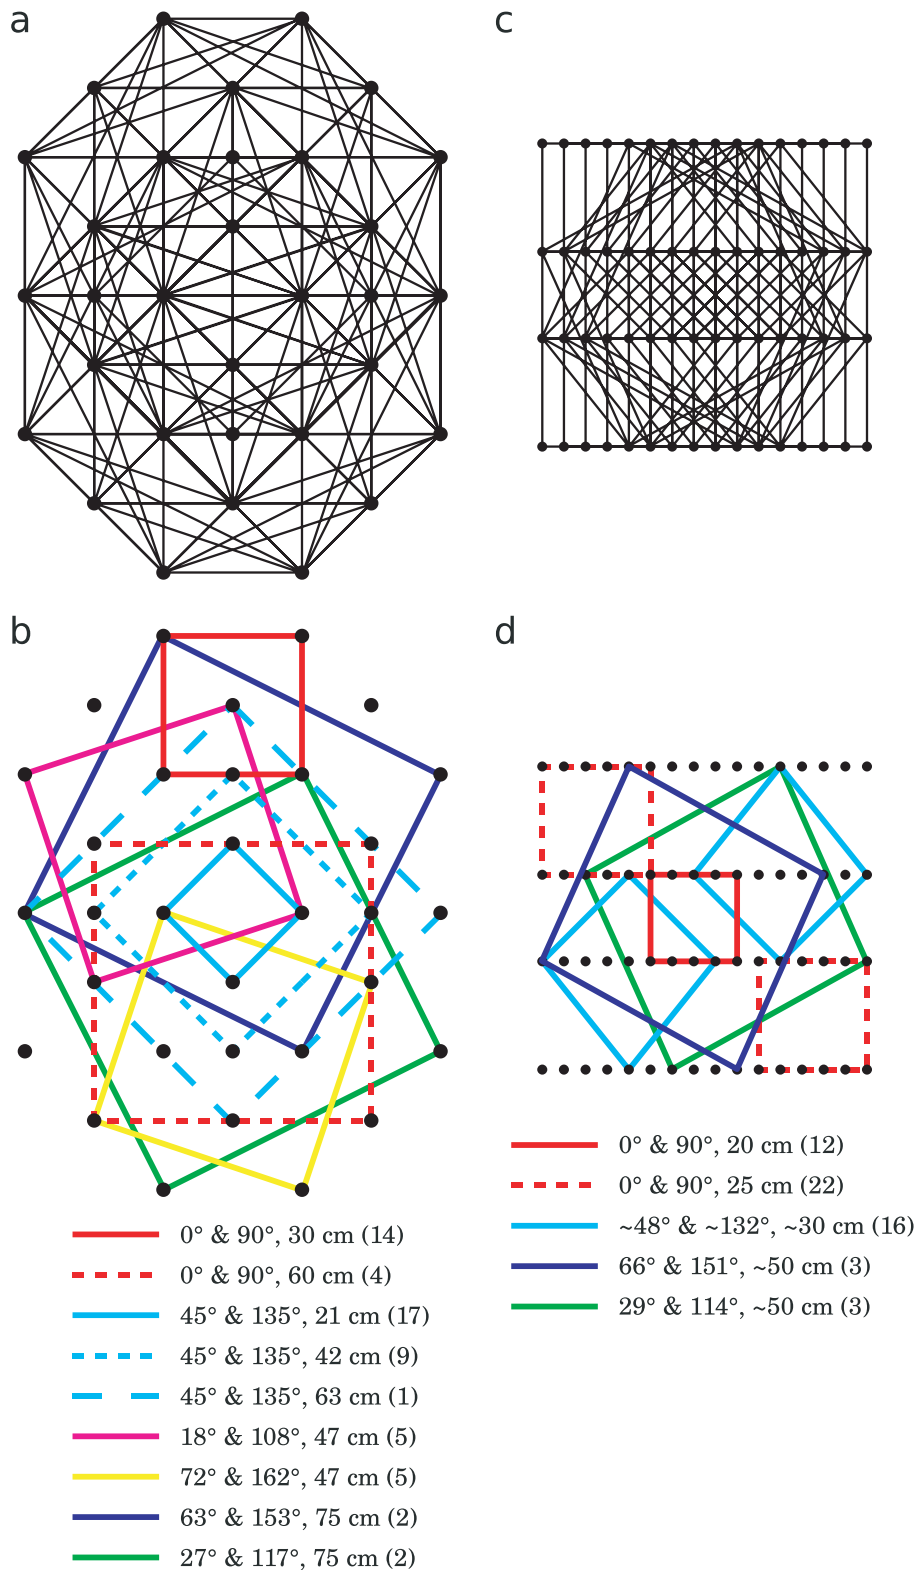 a
c
b
d
0° & 90°, 30 cm (14)
0° & 90°, 60 cm (4)
45° & 135°, 21 cm (17)
45° & 135°, 42 cm (9)
45° & 135°, 63 cm (1)
18° & 108°, 47 cm (5)
72° & 162°, 47 cm (5)
63° & 153°, 75 cm (2)
27° & 117°, 75 cm (2)
0° & 90°, 20 cm (12)
0° & 90°, 25 cm (22)
~48° & ~132°, ~30 cm (16)
66° & 151°, ~50 cm (3)
29° & 114°, ~50 cm (3)